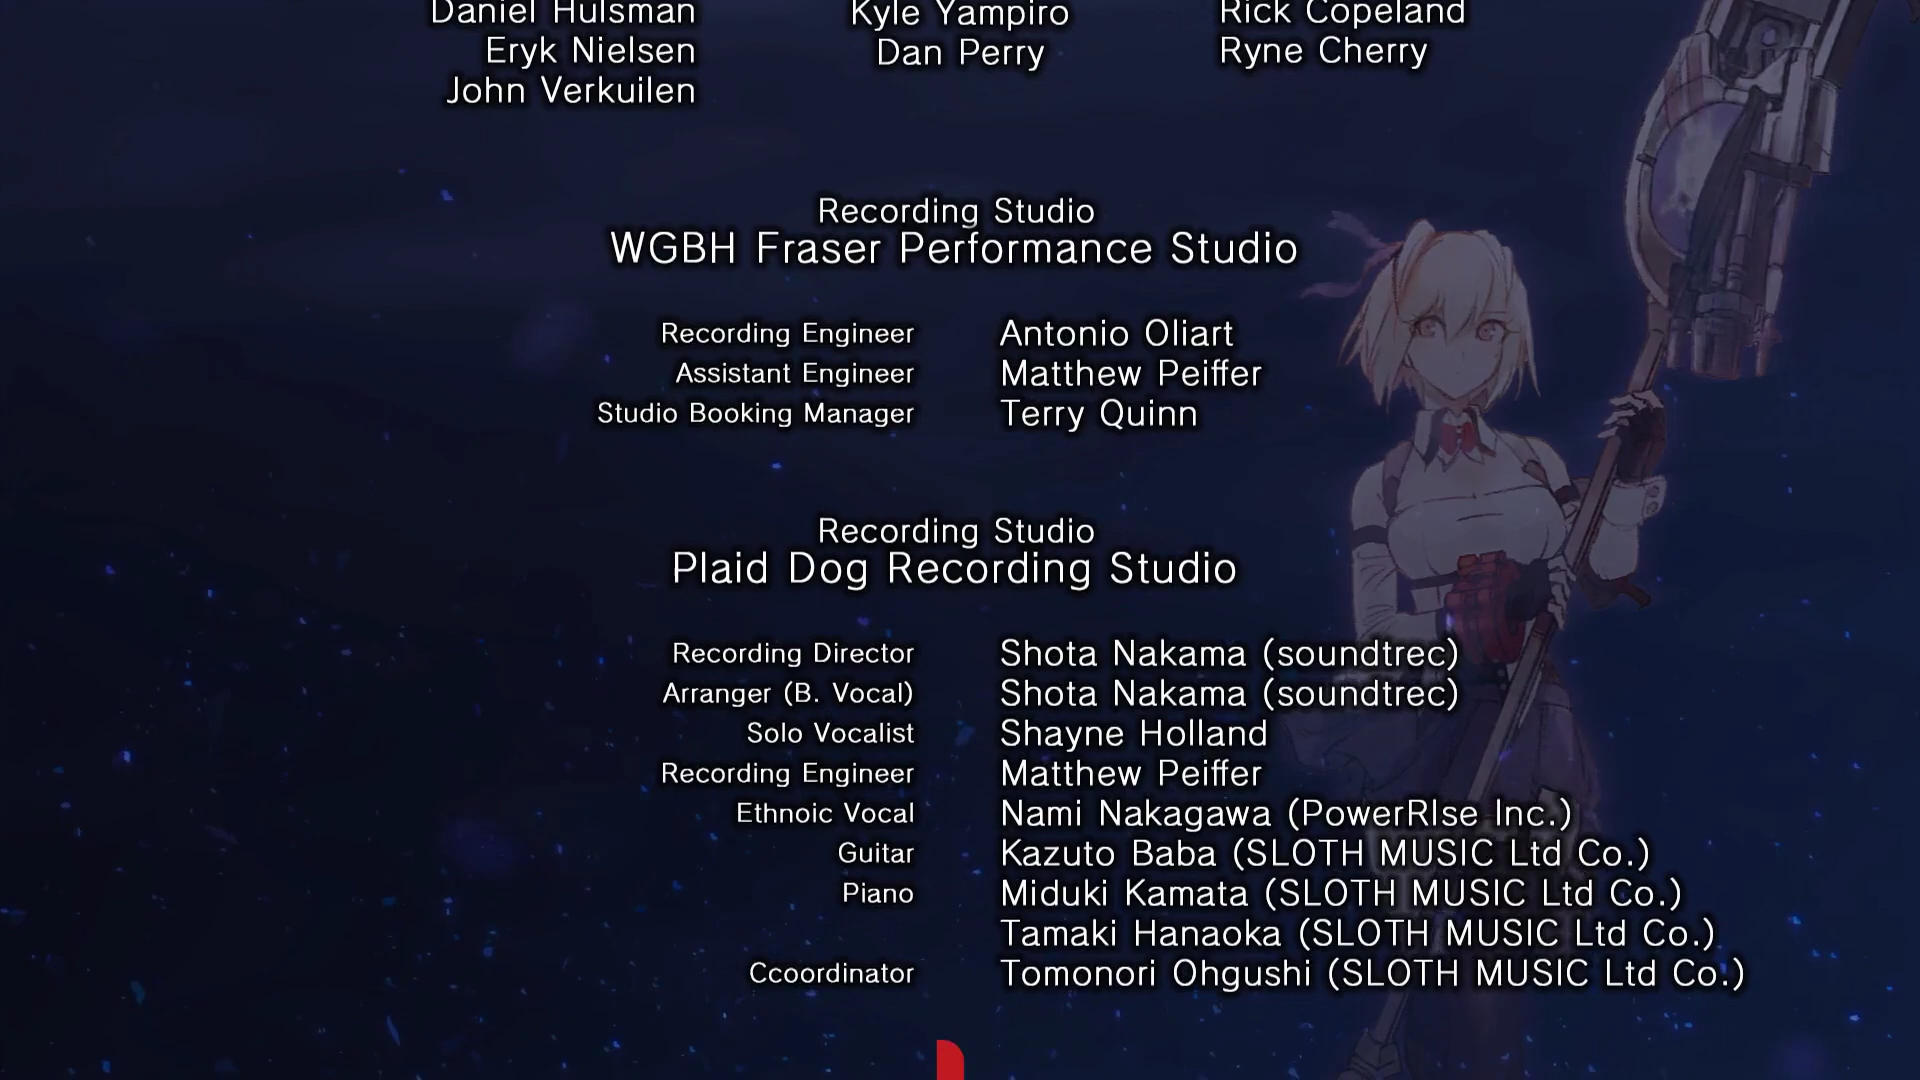 Daniel Hulsman Kyle Yampiro Rick Copeland
Eryk Nielsen Dan Perry Ryne Cherry
John Verkuilen
Recording Studio
WGBH Fraser Performance Studio
Recording Engineer Antonio Oliart
Assistant Engineer Matthew Peiffer
Studio Booking Manager Terry Quinn
Recording Studio
Plaid Dog Recording Studio
Recording Director Shota Nakama (soundtrec)
Arranger (B. Vocal) Shota Nakama (soundtrec)
Solo Vocalist Shayne Holland
Recording Engineer Matthew Peiffer
Ethnoic Vocal Nami Nakagawa (PowerRIse Inc.)
Guitar Kazuto Baba (SLOTH MUSIC Ltd Co.)
Piano Miduki Kamata (SLOTH MUSIC Ltd Co.)
Tamaki Hanaoka (SLOTH MUSIC Ltd Co.)
Ccoordinator Tomonori Ohgushi (SLOTH MUSIC Ltd Co.)